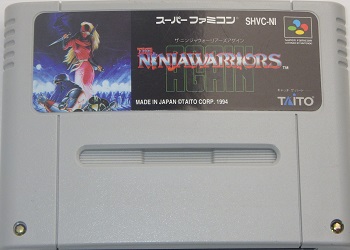 スーパーファミコン SHVC-NI
ザ ニンジャウォーリアーズアゲイン
THE NINJAWARRIORS™
AGAIN
MADE IN JAPAN ©TAITO CORP. 1994
TAITO